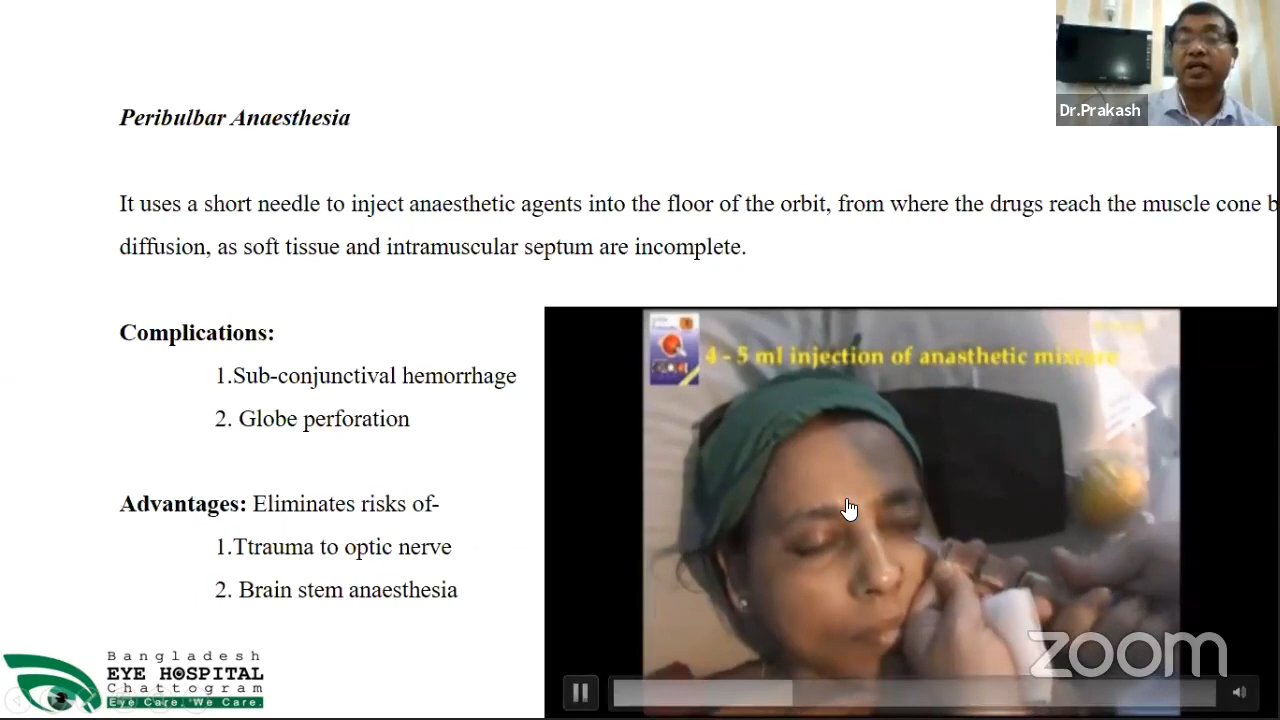 Dr.Prakash
Peribulbar Anaesthesia
It uses a short needle to inject anaesthetic agents into the floor of the orbit, from where the drugs reach the muscle cone b
diffusion, as soft tissue and intramuscular septum are incomplete.
Complications:
1.Sub-conjunctival hemorrhage
2. Globe perforation
Advantages: Eliminates risks of-
1.Ttrauma to optic nerve
2. Brain stem anaesthesia
4 - 5 ml injection of anasthetic mixture
zoom
Bangladesh
EYE HOSPITAL
Chattogram
Eye Care, We Care.